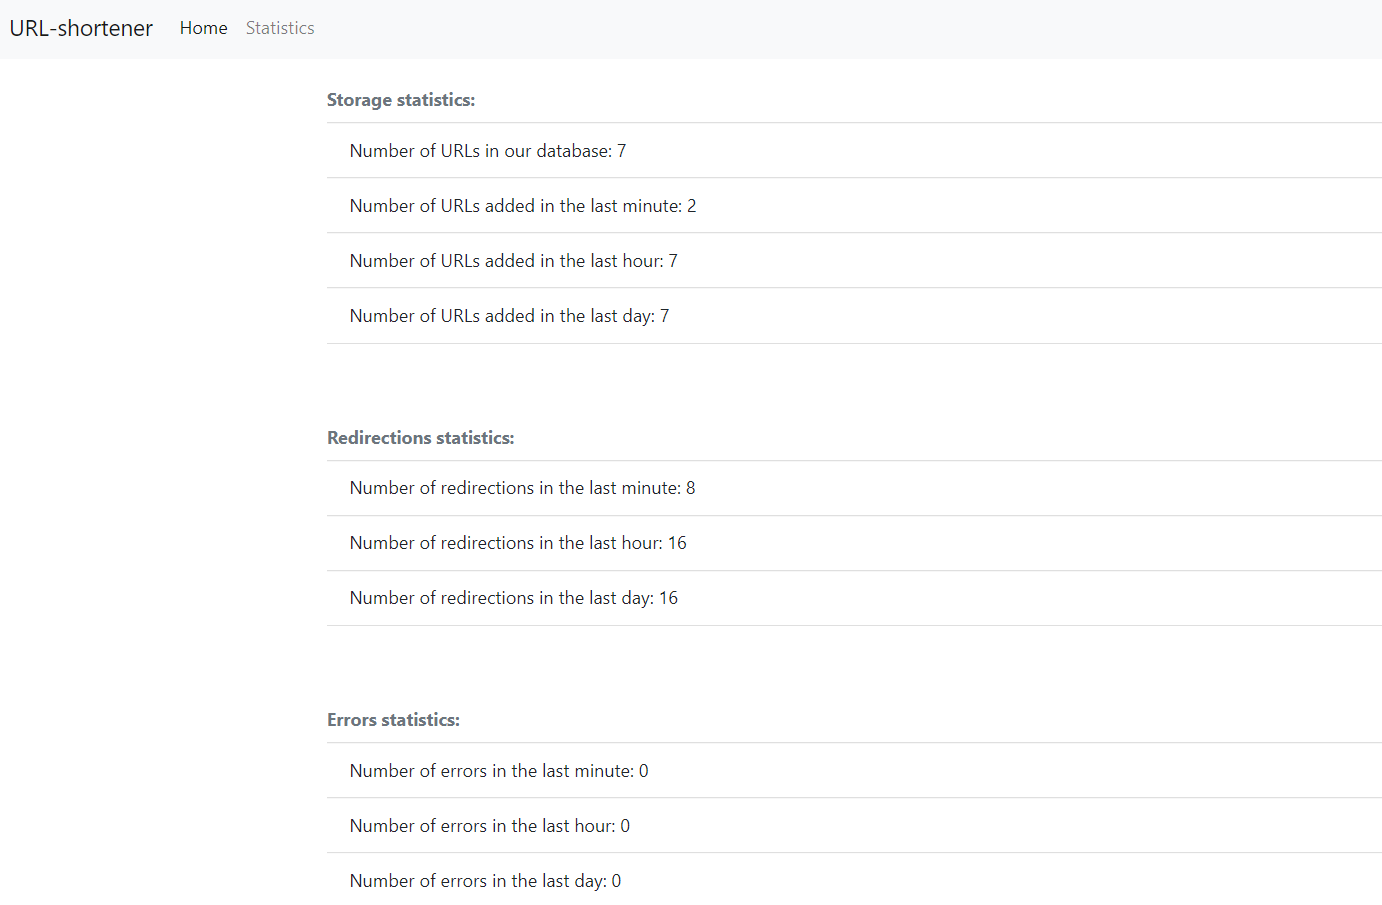 URL-shortener Home Statistics
Storage statistics:
Number of URLs in our database: 7
Number of URLs added in the last minute: 2
Number of URLs added in the last hour: 7
Number of URLs added in the last day: 7
Redirections statistics:
Number of redirections in the last minute: 8
Number of redirections in the last hour: 16
Number of redirections in the last day: 16
Errors statistics:
Number of errors in the last minute: 0
Number of errors in the last hour: 0
Number of errors in the last day: 0